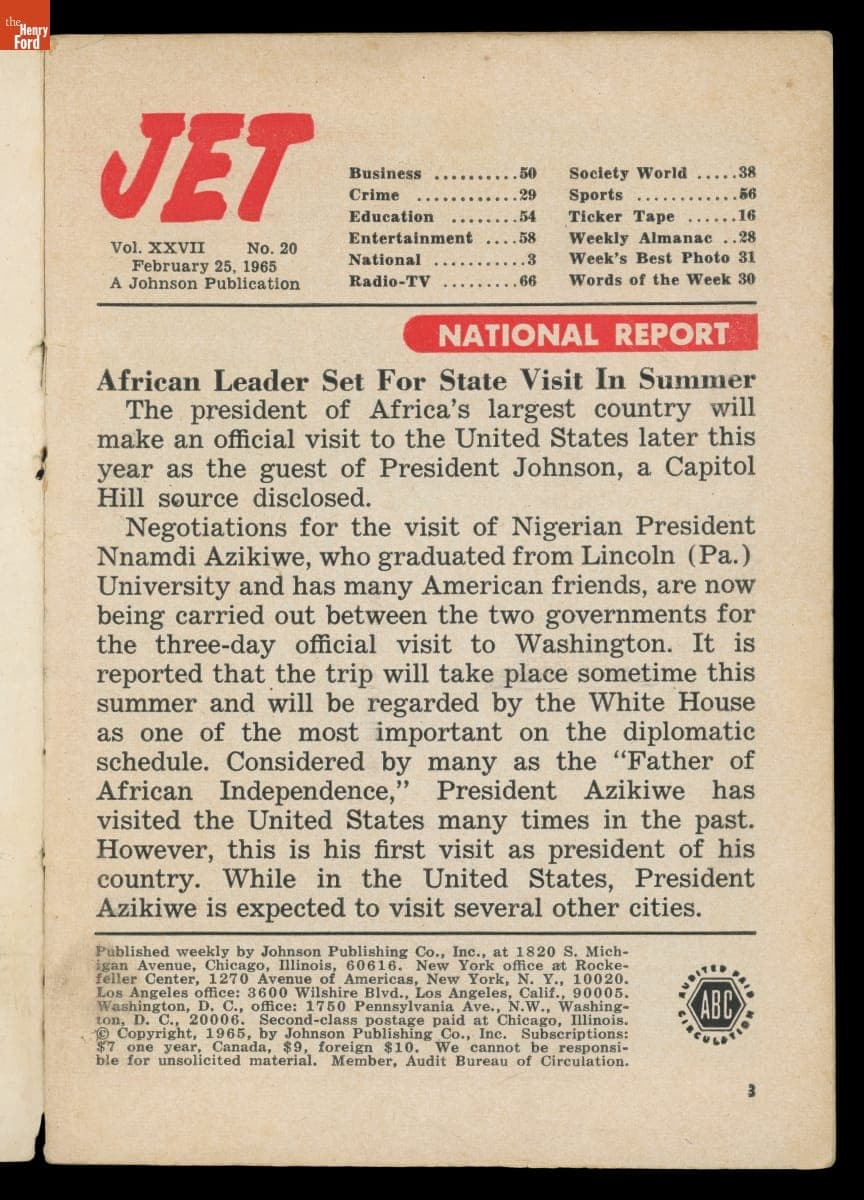 the
Henry
Ford
JET
Vol. XXVII No. 20
February 25, 1965
A Johnson Publication
Business ..........50
Crime ............29
Education ........54
Entertainment ....58
National ...........3
Radio-TV .........66
Society World .....38
Sports ............56
Ticker Tape ......16
Weekly Almanac ..28
Week's Best Photo 31
Words of the Week 30
NATIONAL REPORT
African Leader Set For State Visit In Summer
The president of Africa's largest country will
make an official visit to the United States later this
year as the guest of President Johnson, a Capitol
Hill source disclosed.
Negotiations for the visit of Nigerian President
Nnamdi Azikiwe, who graduated from Lincoln (Pa.)
University and has many American friends, are now
being carried out between the two governments for
the three-day official visit to Washington. It is
reported that the trip will take place sometime this
summer and will be regarded by the White House
as one of the most important on the diplomatic
schedule. Considered by many as the "Father of
African Independence," President Azikiwe has
visited the United States many times in the past.
However, this is his first visit as president of his
country. While in the United States, President
Azikiwe is expected to visit several other cities.
Published weekly by Johnson Publishing Co., Inc., at 1820 S. Mich-
igan Avenue, Chicago, Illinois, 60616. New York office at Rocke-
feller Center, 1270 Avenue of Americas, New York, N. Y., 10020.
Los Angeles office: 3600 Wilshire Blvd., Los Angeles, Calif., 90005.
Washington, D. C., office: 1750 Pennsylvania Ave., N.W., Washing-
ton, D. C., 20006. Second-class postage paid at Chicago, Illinois.
© Copyright, 1965, by Johnson Publishing Co., Inc. Subscriptions:
$7 one year, Canada, $9, foreign $10. We cannot be responsi-
ble for unsolicited material. Member, Audit Bureau of Circulation.
AUDITED PAID
ABC
CIRCULATION
3